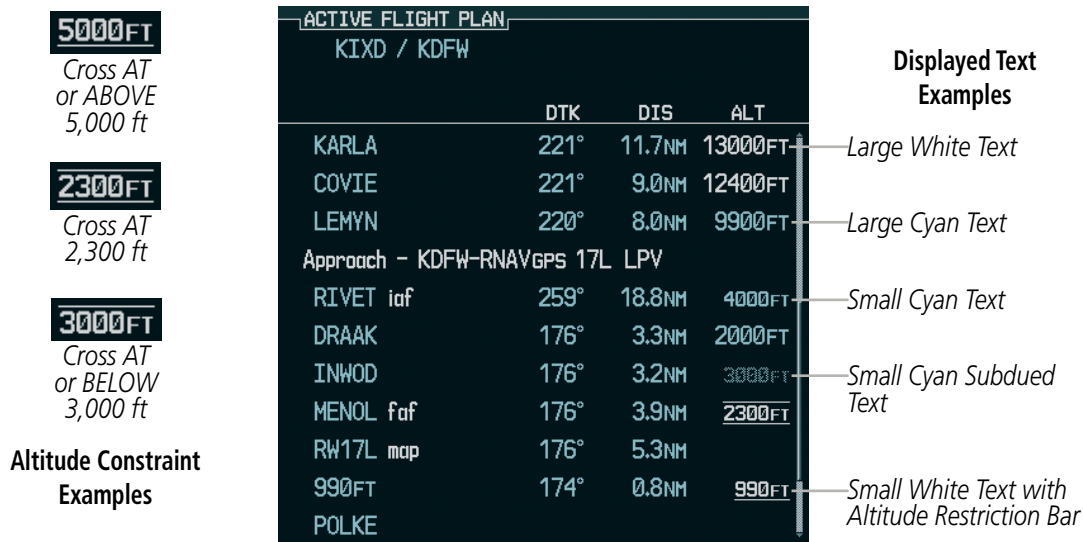 5000FT
Cross AT
or ABOVE
5,000 ft
2300FT
Cross AT
2,300 ft
3000FT
Cross AT
or BELOW
3,000 ft
Altitude Constraint
Examples
ACTIVE FLIGHT PLAN
KIXD / KDFW
DTK DIS ALT
KARLA 221° 11.7NM 13000FT
COVIE 221° 9.0NM 12400FT
LEMYN 220° 8.0NM 9900FT
Approach - KDFW-RNAVGPS 17L LPV
RIVET iaf 259° 18.8NM 4000FT
DRAAK 176° 3.3NM 2000FT
INWOD 176° 3.2NM 3000FT
MENOL faf 176° 3.9NM 2300FT
RW17L map 176° 5.3NM
990FT 174° 0.8NM 990FT
POLKE
Displayed Text
Examples
Large White Text
Large Cyan Text
Small Cyan Text
Small Cyan Subdued
Text
Small White Text with
Altitude Restriction Bar